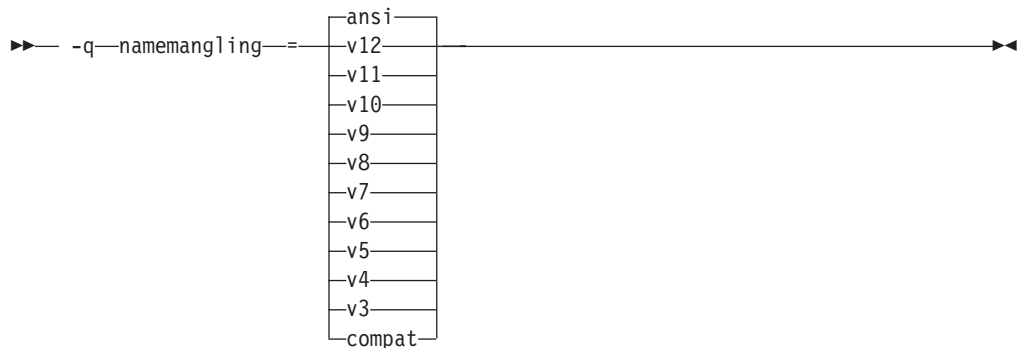 ansi
-q namemangling = v12
v11
v10
v9
v8
v7
v6
v5
v4
v3
compat